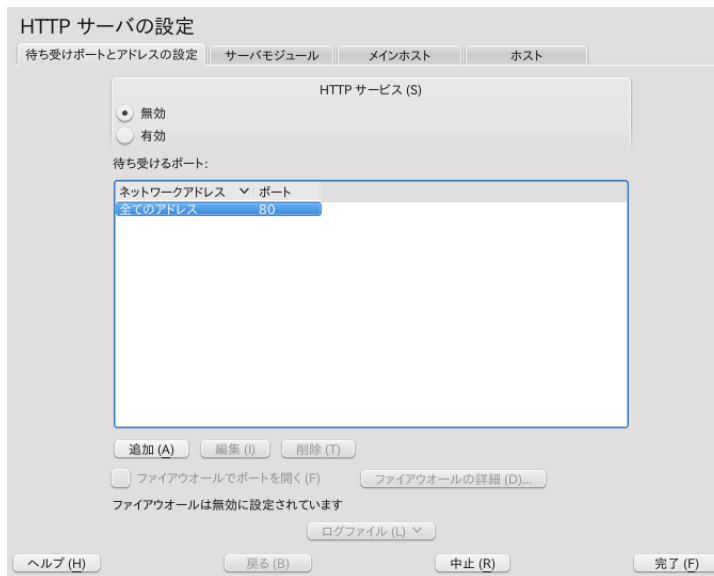 HTTP サーバの設定
待ち受けポートとアドレスの設定 サーバモジュール メインホスト ホスト
HTTP サービス (S)
無効
有効
待ち受けるポート:
ネットワークアドレス ポート
全てのアドレス 80
追加 (A) 編集 (I) 削除 (T)
ファイアウオールでポートを開く (F) ファイアウオールの詳細 (D)...
ファイアウオールは無効に設定されています
ログファイル (L)
ヘルプ (H) 戻る (B) 中止 (R) 完了 (F)